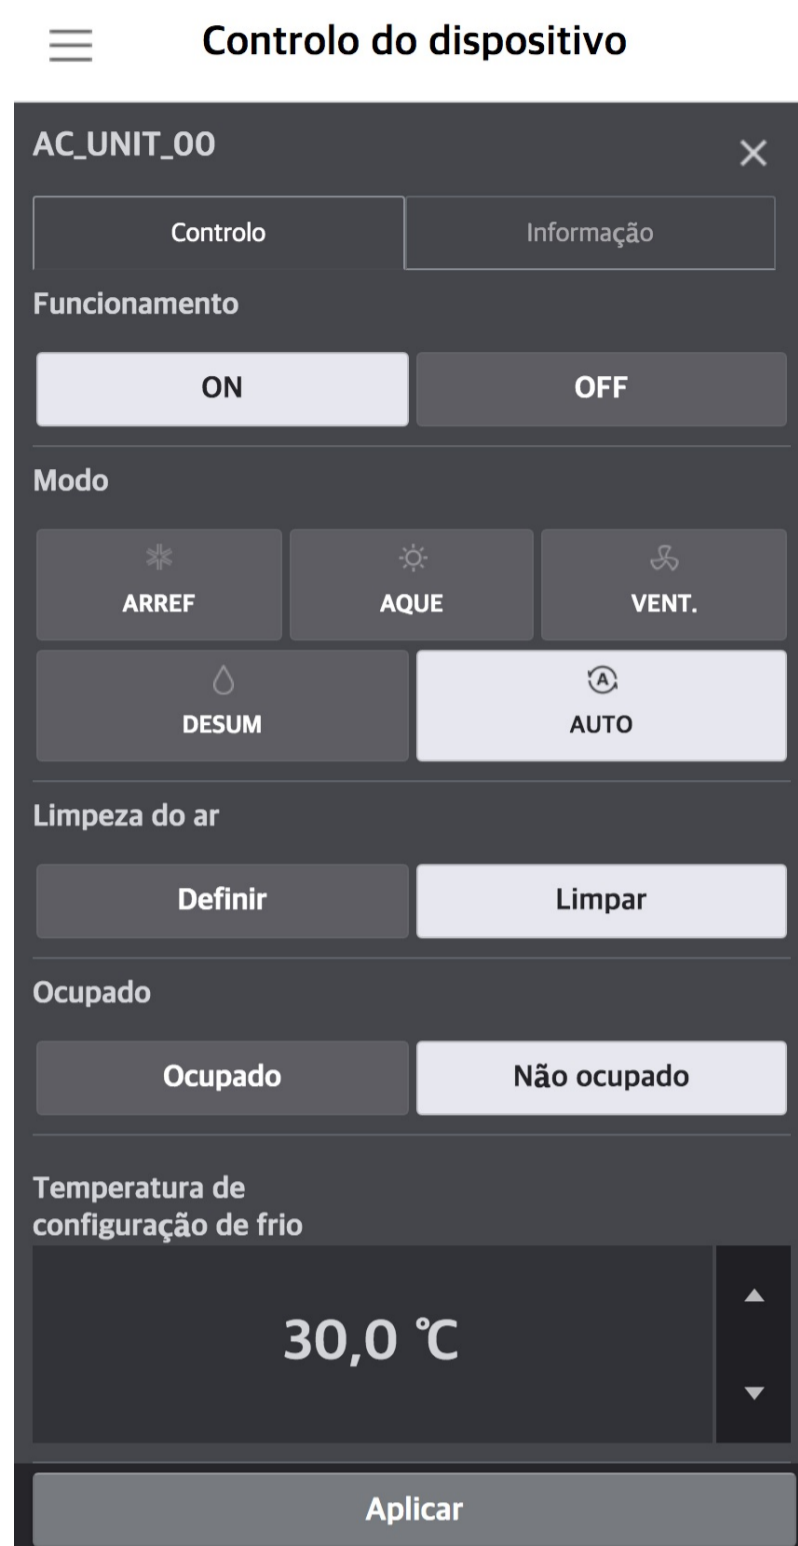 Controlo do dispositivo
AC_UNIT_00
Controlo
Informação
Funcionamento
ON
OFF
Modo
ARREF
AQUE
VENT.
DESUM
A
AUTO
Limpeza do ar
Definir
Limpar
Ocupado
Ocupado
Não ocupado
Temperatura de
configuração de frio
30,0 ℃
Aplicar